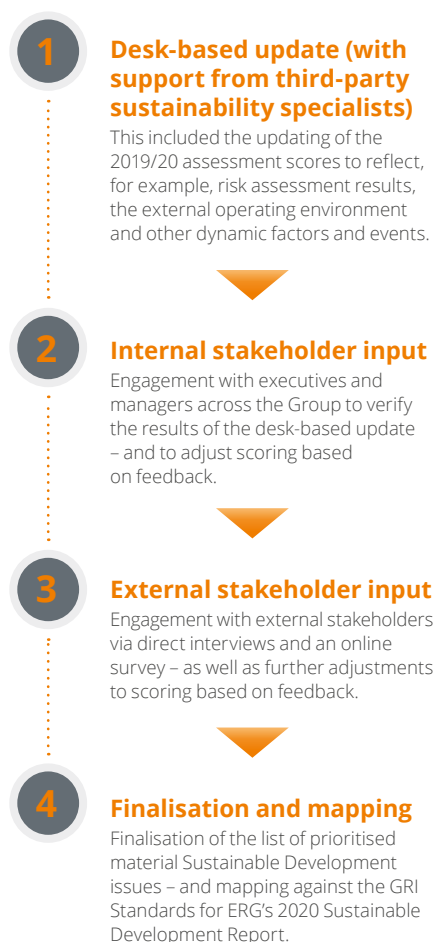 1
Desk-based update (with
support from third-party
sustainability specialists)
This included the updating of the
2019/20 assessment scores to reflect,
for example, risk assessment results,
the external operating environment
and other dynamic factors and events.
2
Internal stakeholder input
Engagement with executives and
managers across the Group to verify
the results of the desk-based update
– and to adjust scoring based
on feedback.
3
External stakeholder input
Engagement with external stakeholders
via direct interviews and an online
survey – as well as further adjustments
to scoring based on feedback.
4
Finalisation and mapping
Finalisation of the list of prioritised
material Sustainable Development
issues – and mapping against the GRI
Standards for ERG’s 2020 Sustainable
Development Report.